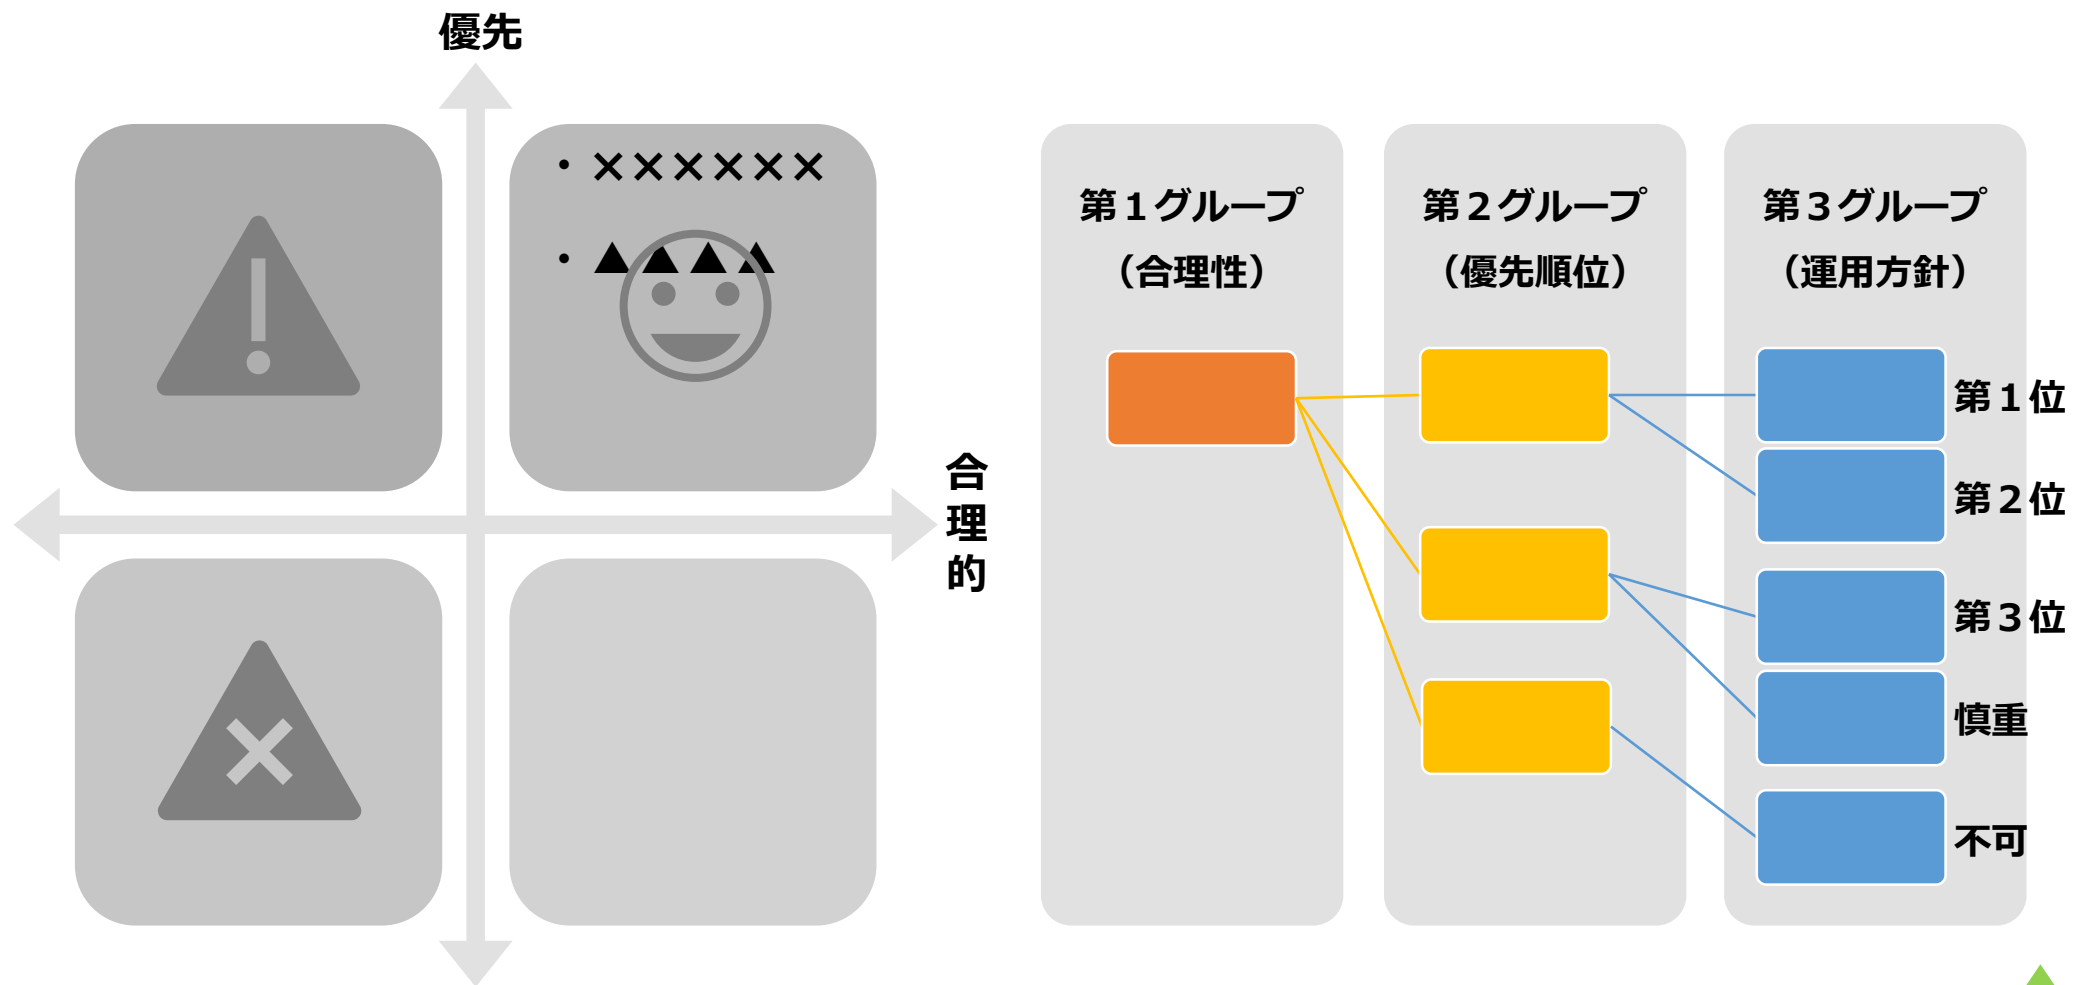 優先
・××××××
・▲▲▲▲
合理的
第１グループ
（合理性）
第２グループ
（優先順位）
第３グループ
（運用方針）
第１位
第２位
第３位
慎重
不可